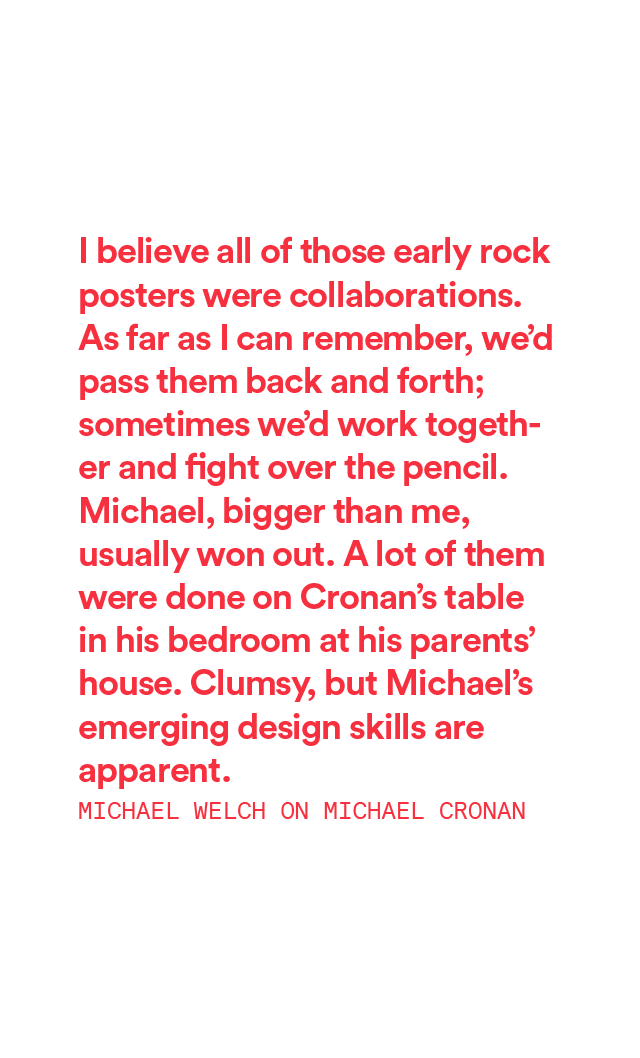 I believe all of those early rock
posters were collaborations.
As far as I can remember, we’d
pass them back and forth;
sometimes we’d work togeth-
er and fight over the pencil.
Michael, bigger than me,
usually won out. A lot of them
were done on Cronan’s table
in his bedroom at his parents’
house. Clumsy, but Michael’s
emerging design skills are
apparent.
MICHAEL WELCH ON MICHAEL CRONAN